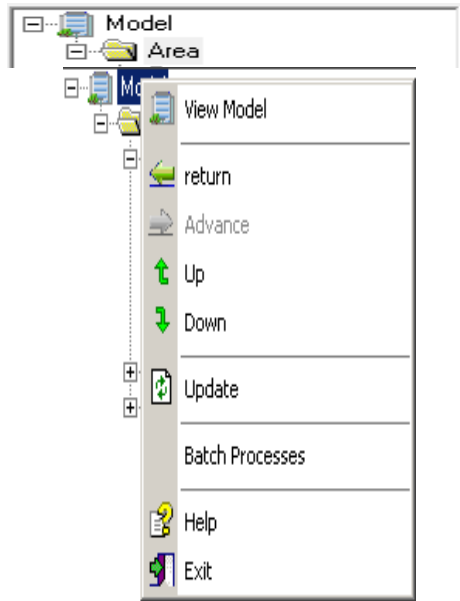 Model
Area
View Model
return
Advance
Up
Down
Update
Batch Processes
Help
Exit